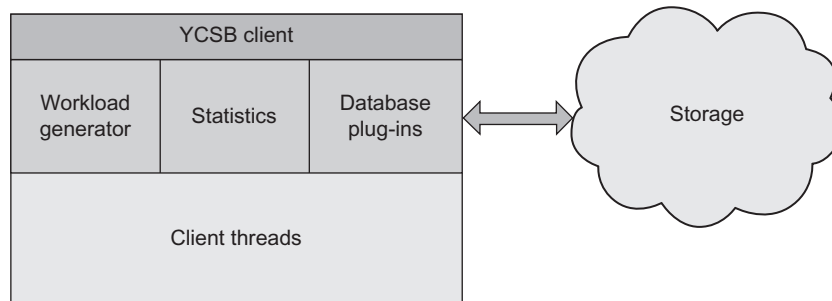 YCSB client
Workload
generator
Statistics
Database
plug-ins
Storage
Client threads